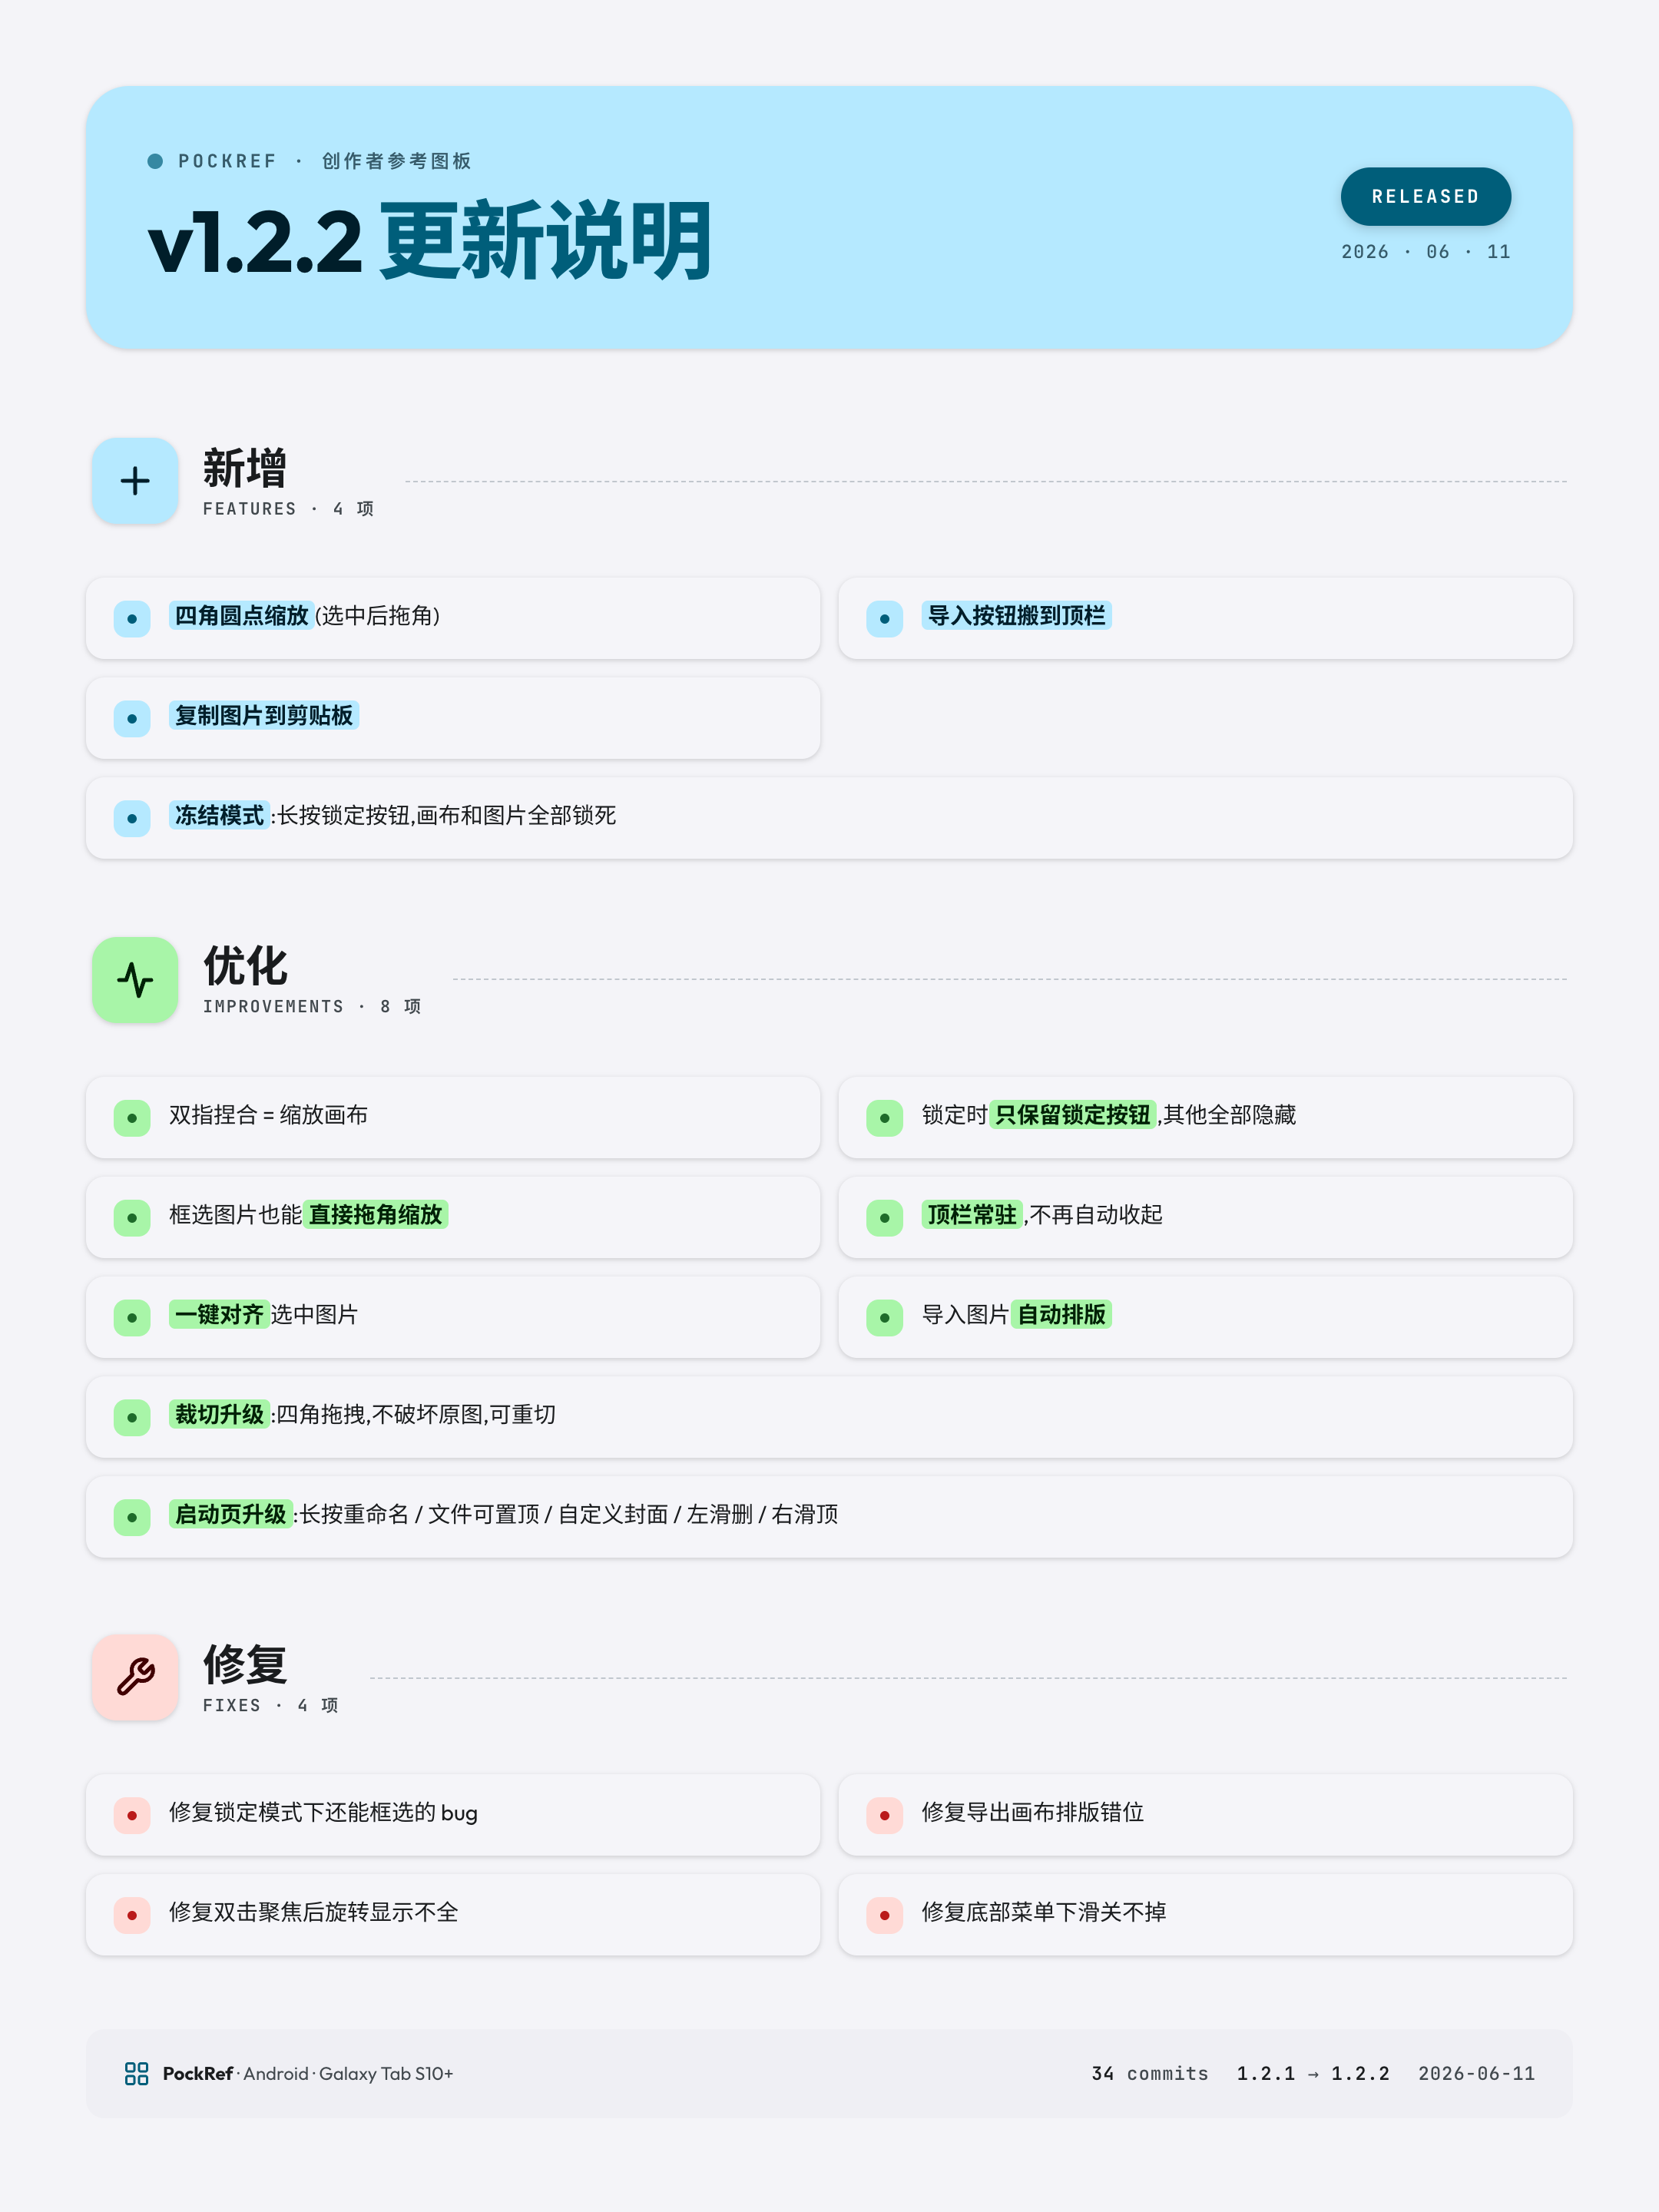 POCKREF · 创作者参考图板
v1.2.2 更新说明
RELEASED
2026 · 06 · 11
新增
FEATURES · 4 项
四角圆点缩放(选中后拖角)
导入按钮搬到顶栏
复制图片到剪贴板
冻结模式:长按锁定按钮,画布和图片全部锁死
优化
IMPROVEMENTS · 8 项
双指捏合 = 缩放画布
锁定时只保留锁定按钮,其他全部隐藏
框选图片也能直接拖角缩放
顶栏常驻,不再自动收起
一键对齐选中图片
导入图片自动排版
裁切升级:四角拖拽,不破坏原图,可重切
启动页升级:长按重命名 / 文件可置顶 / 自定义封面 / 左滑删 / 右滑顶
修复
FIXES · 4 项
修复锁定模式下还能框选的 bug
修复导出画布排版错位
修复双击聚焦后旋转显示不全
修复底部菜单下滑关不掉
PockRef · Android · Galaxy Tab S10+
34 commits 1.2.1 → 1.2.2 2026-06-11